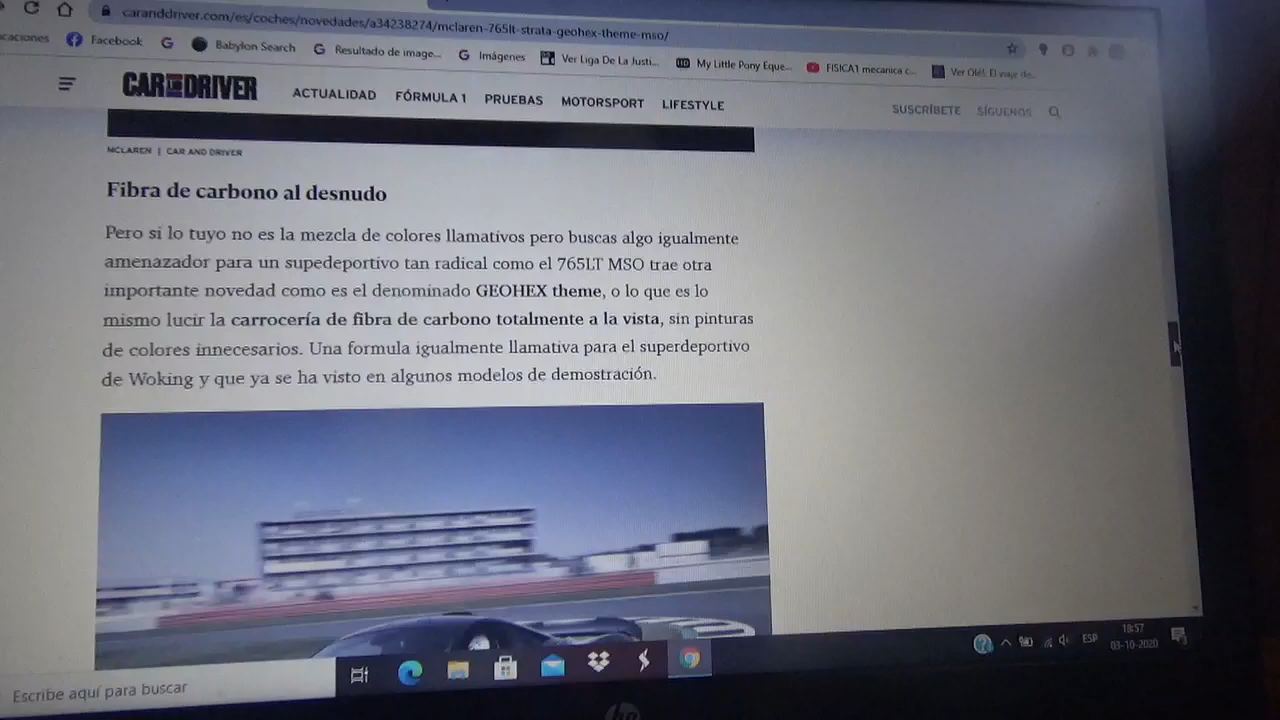 caranddriver.com/es/coches/novedades/a34238274/mclaren-765lt-strata-geohex-theme-mso/
caciones Facebook Babylon Search Resultado de image... Imágenes Ver Liga De La Justi... My Little Pony Eque... FISICA1 mecanica c... Ver Olé!. El viaje de...
CAR AND DRIVER ACTUALIDAD FÓRMULA 1 PRUEBAS MOTORSPORT LIFESTYLE SUSCRÍBETE SÍGUENOS
MCLAREN | CAR AND DRIVER
Fibra de carbono al desnudo
Pero si lo tuyo no es la mezcla de colores llamativos pero buscas algo igualmente
amenazador para un supedeportivo tan radical como el 765LT MSO trae otra
importante novedad como es el denominado GEOHEX theme, o lo que es lo
mismo lucir la carrocería de fibra de carbono totalmente a la vista, sin pinturas
de colores innecesarios. Una formula igualmente llamativa para el superdeportivo
de Woking y que ya se ha visto en algunos modelos de demostración.
Escribe aquí para buscar
ESP
18:57
03-10-2020
hp